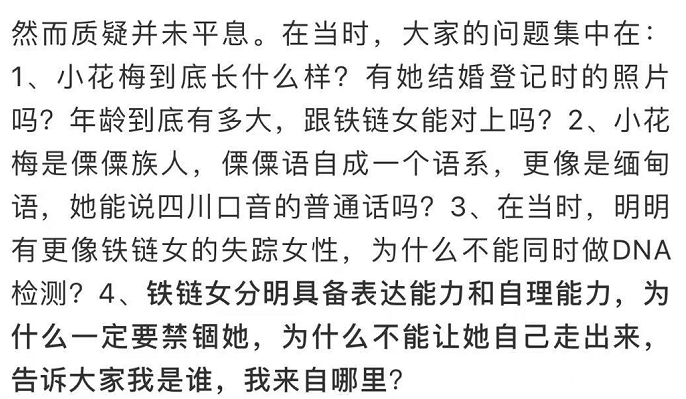 然而质疑并未平息。在当时，大家的问题集中在：
1、小花梅到底长什么样？有她结婚登记时的照片
吗？年龄到底有多大，跟铁链女能对上吗？2、小花
梅是傈僳族人，傈僳语自成一个语系，更像是缅甸
语，她能说四川口音的普通话吗？3、在当时，明明
有更像铁链女的失踪女性，为什么不能同时做DNA
检测？4、铁链女分明具备表达能力和自理能力，为
什么一定要禁锢她，为什么不能让她自己走出来，
告诉大家我是谁，我来自哪里？